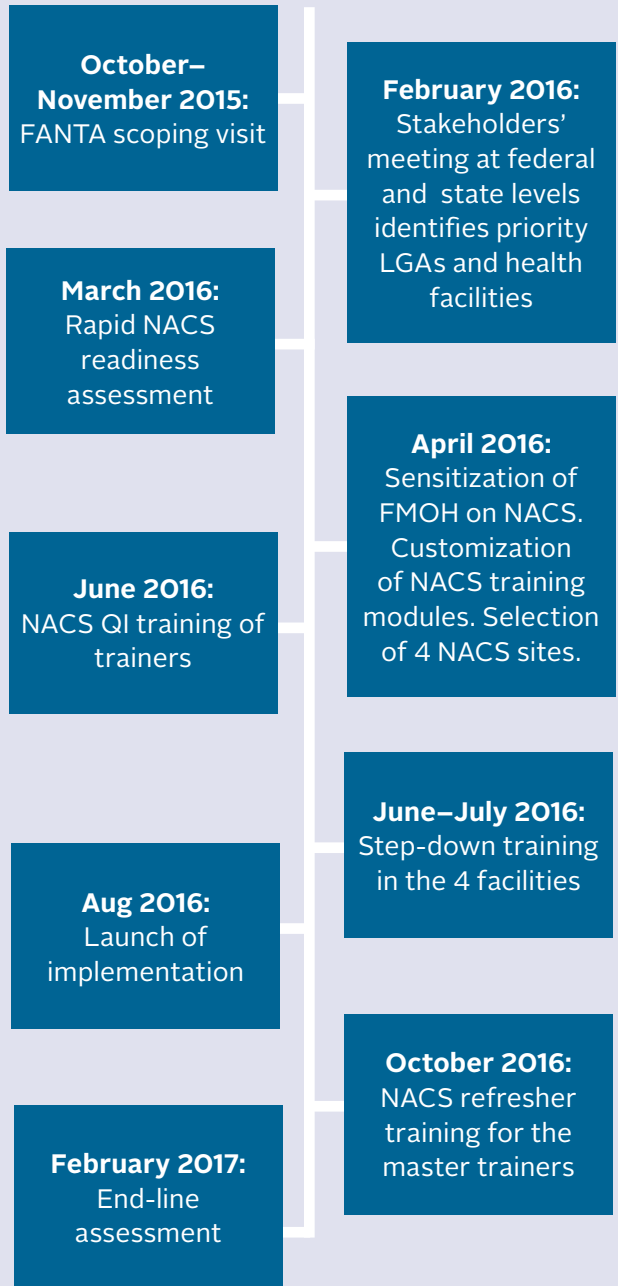 October–
November 2015:
FANTA scoping visit
February 2016:
Stakeholders’
meeting at federal
and state levels
identifies priority
LGAs and health
facilities
March 2016:
Rapid NACS
readiness
assessment
April 2016:
Sensitization of
FMOH on NACS.
Customization
of NACS training
modules. Selection
of 4 NACS sites.
June 2016:
NACS QI training of
trainers
June–July 2016:
Step-down training
in the 4 facilities
Aug 2016:
Launch of
implementation
October 2016:
NACS refresher
training for the
master trainers
February 2017:
End-line
assessment